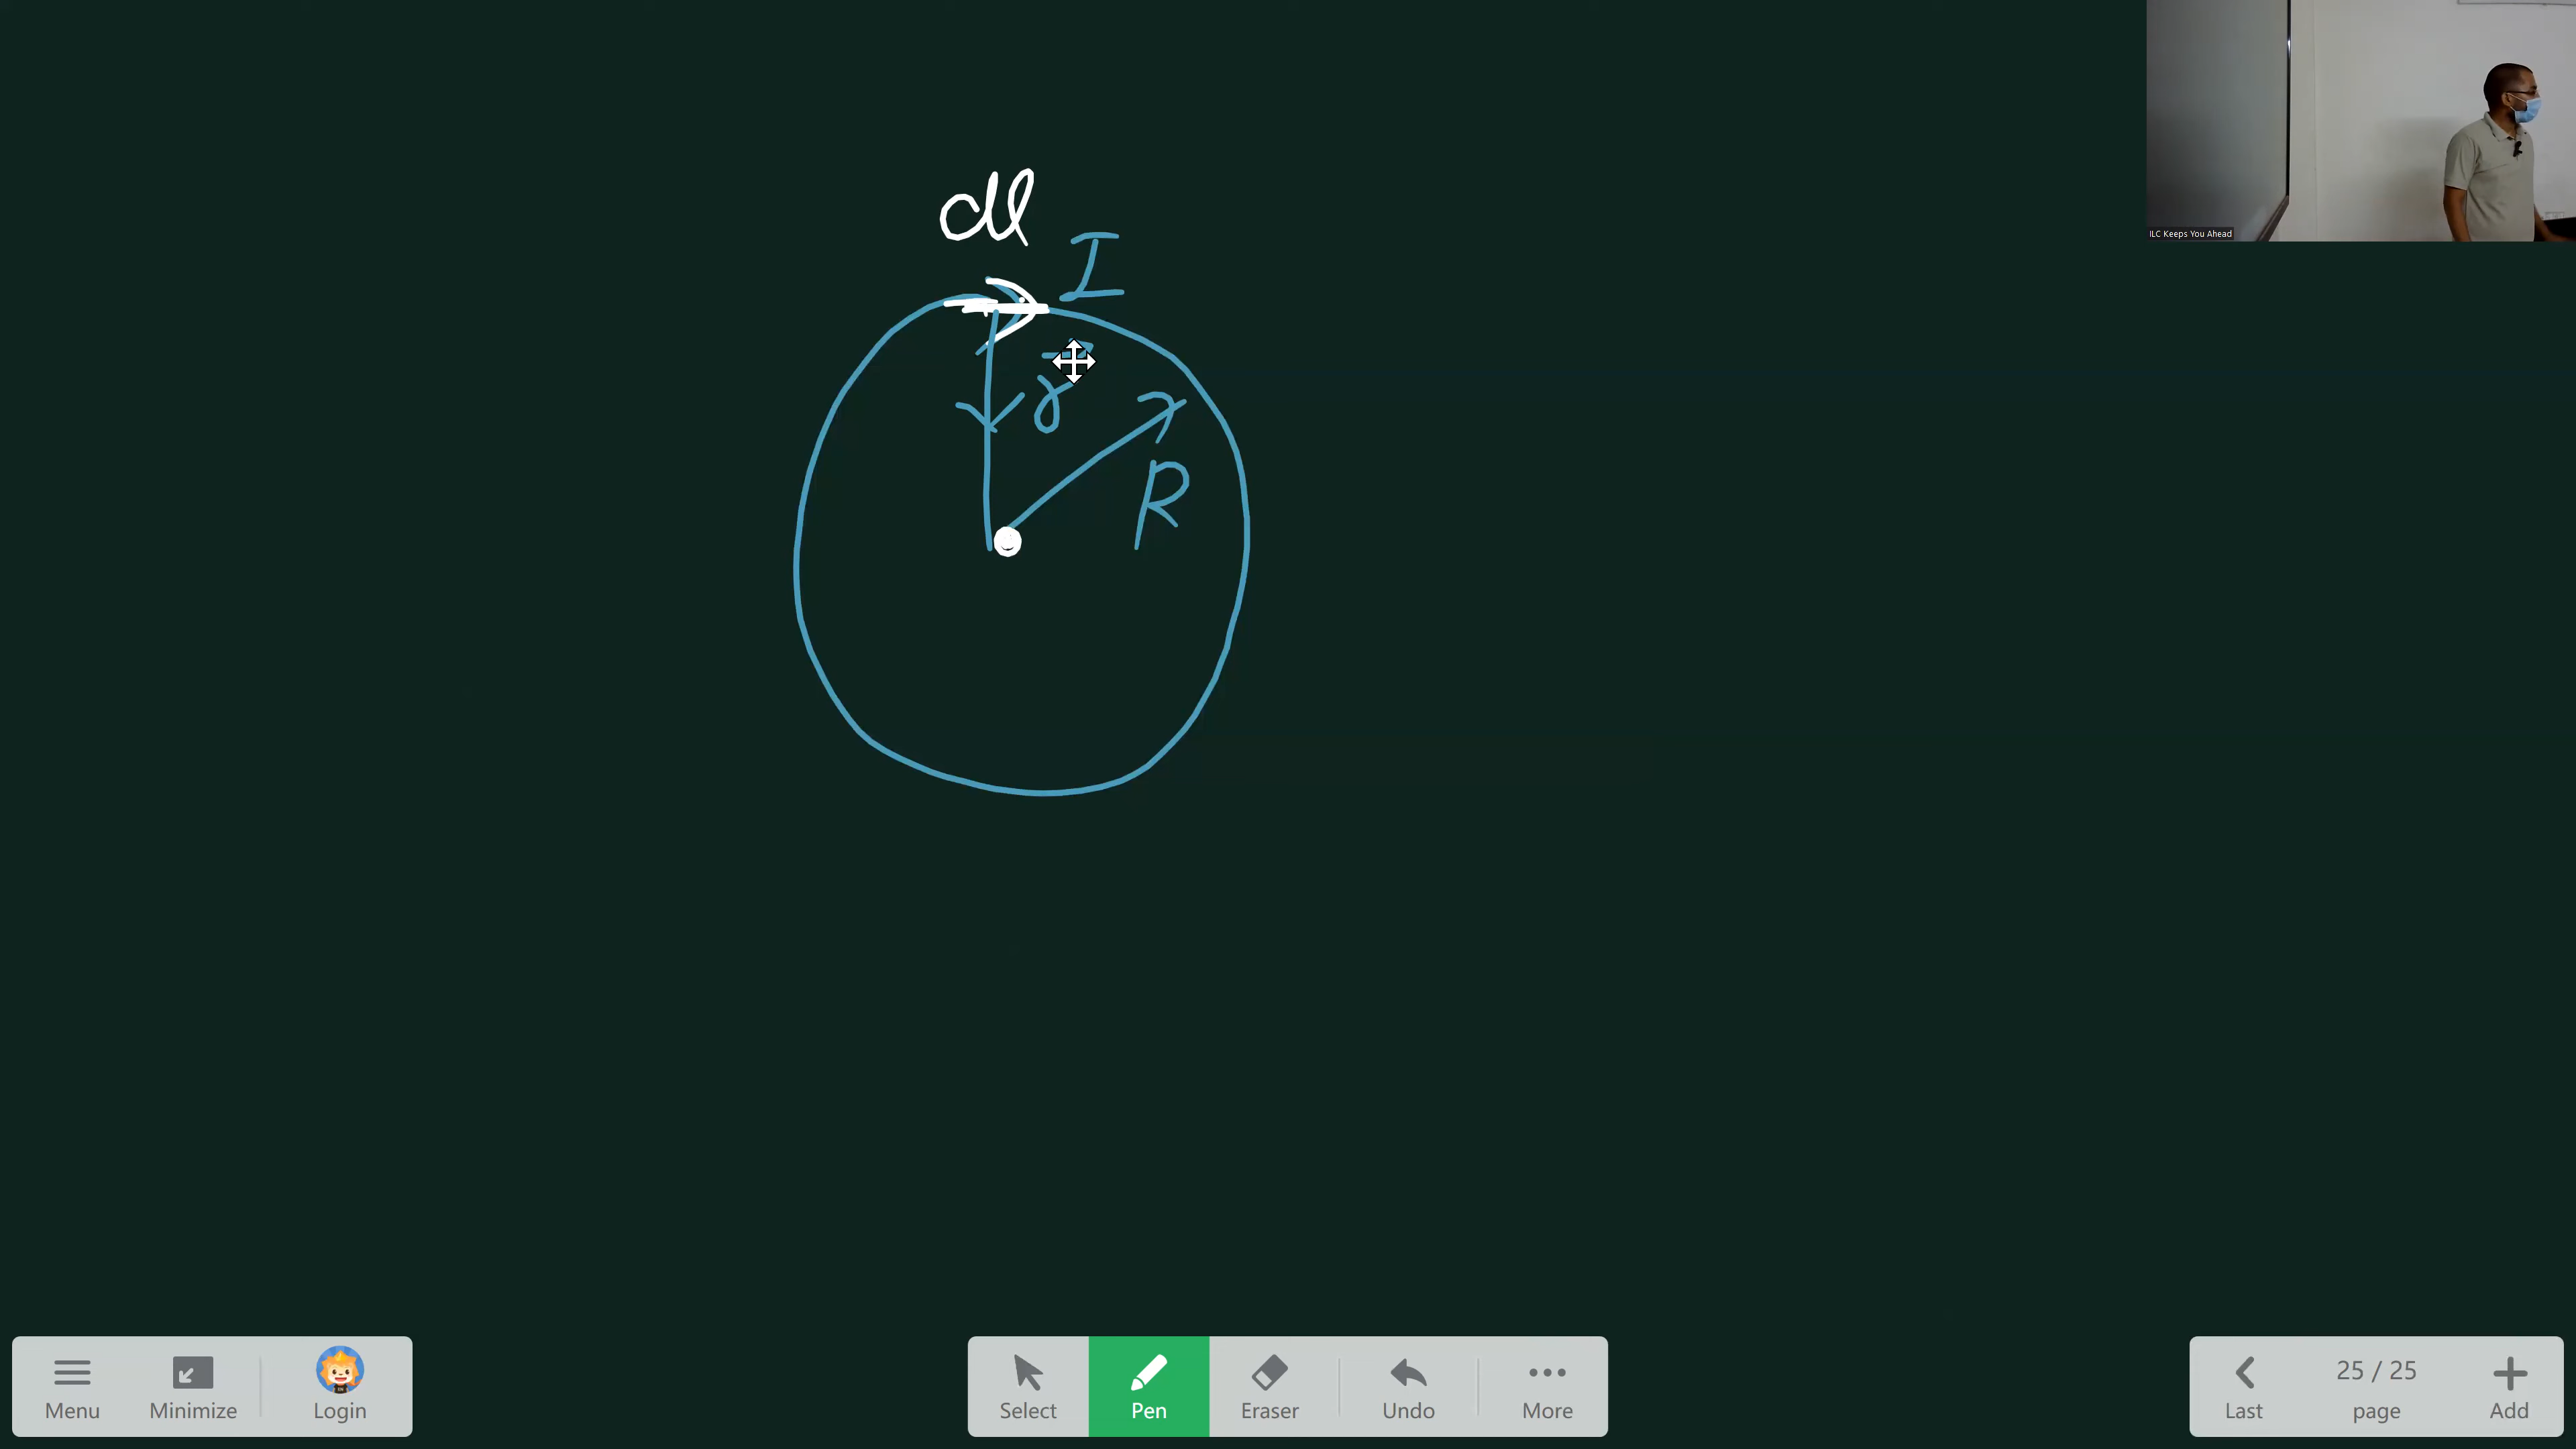 dl
I
r
R
ILC Keeps You Ahead
Menu Minimize Login
Select Pen Eraser Undo More
Last 25 / 25 page Add